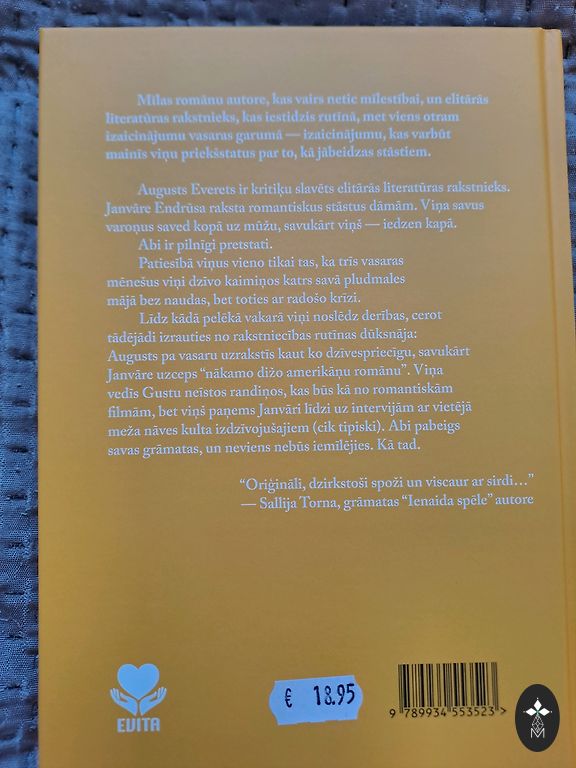 Mīlas romānu autore, kas vairs netic mīlestībai, un elitārās
literatūras rakstnieks, kas iestidzis rutīnā, met viens otram
izaicinājumu vasaras garumā — izaicinājumu, kas varbūt
mainīs viņu priekšstatus par to, kā jābeidzas stāstiem.
Augusts Everets ir kritiķu slavēts elitārās literatūras rakstnieks.
Janvāre Endrūsa raksta romantiskus stāstus dāmām. Viņa savus
varoņus saved kopā uz mūžu, savukārt viņš — iedzen kapā.
Abi ir pilnīgi pretstati.
Patiesībā viņus vieno tikai tas, ka trīs vasaras
mēnešus viņi dzīvo kaimiņos katrs savā pludmales
mājā bez naudas, bet toties ar radošo krīzi.
Līdz kādā pelēkā vakarā viņi noslēdz derības, cerot
tādējādi izrauties no rakstniecības rutīnas dūksnāja:
Augusts pa vasaru uzrakstīs kaut ko dzīvespriecīgu, savukārt
Janvāre uzceps “nākamo dižo amerikāņu romānu”. Viņa
vedīs Gustu neīstos randiņos, kas būs kā no romantiskām
filmām, bet viņš paņems Janvāri līdzi uz intervijām ar vietējā
meža nāves kulta izdzīvojušajiem (cik tipiski). Abi pabeigs
savas grāmatas, un neviens nebūs iemīlējies. Kā tad.
“Oriģināli, dzirkstoši spoži un viscaur ar sirdi…”
— Sallija Torna, grāmatas “Ienaida spēle” autore
EVITA
€ 18.95
9 789934 553523 >
M